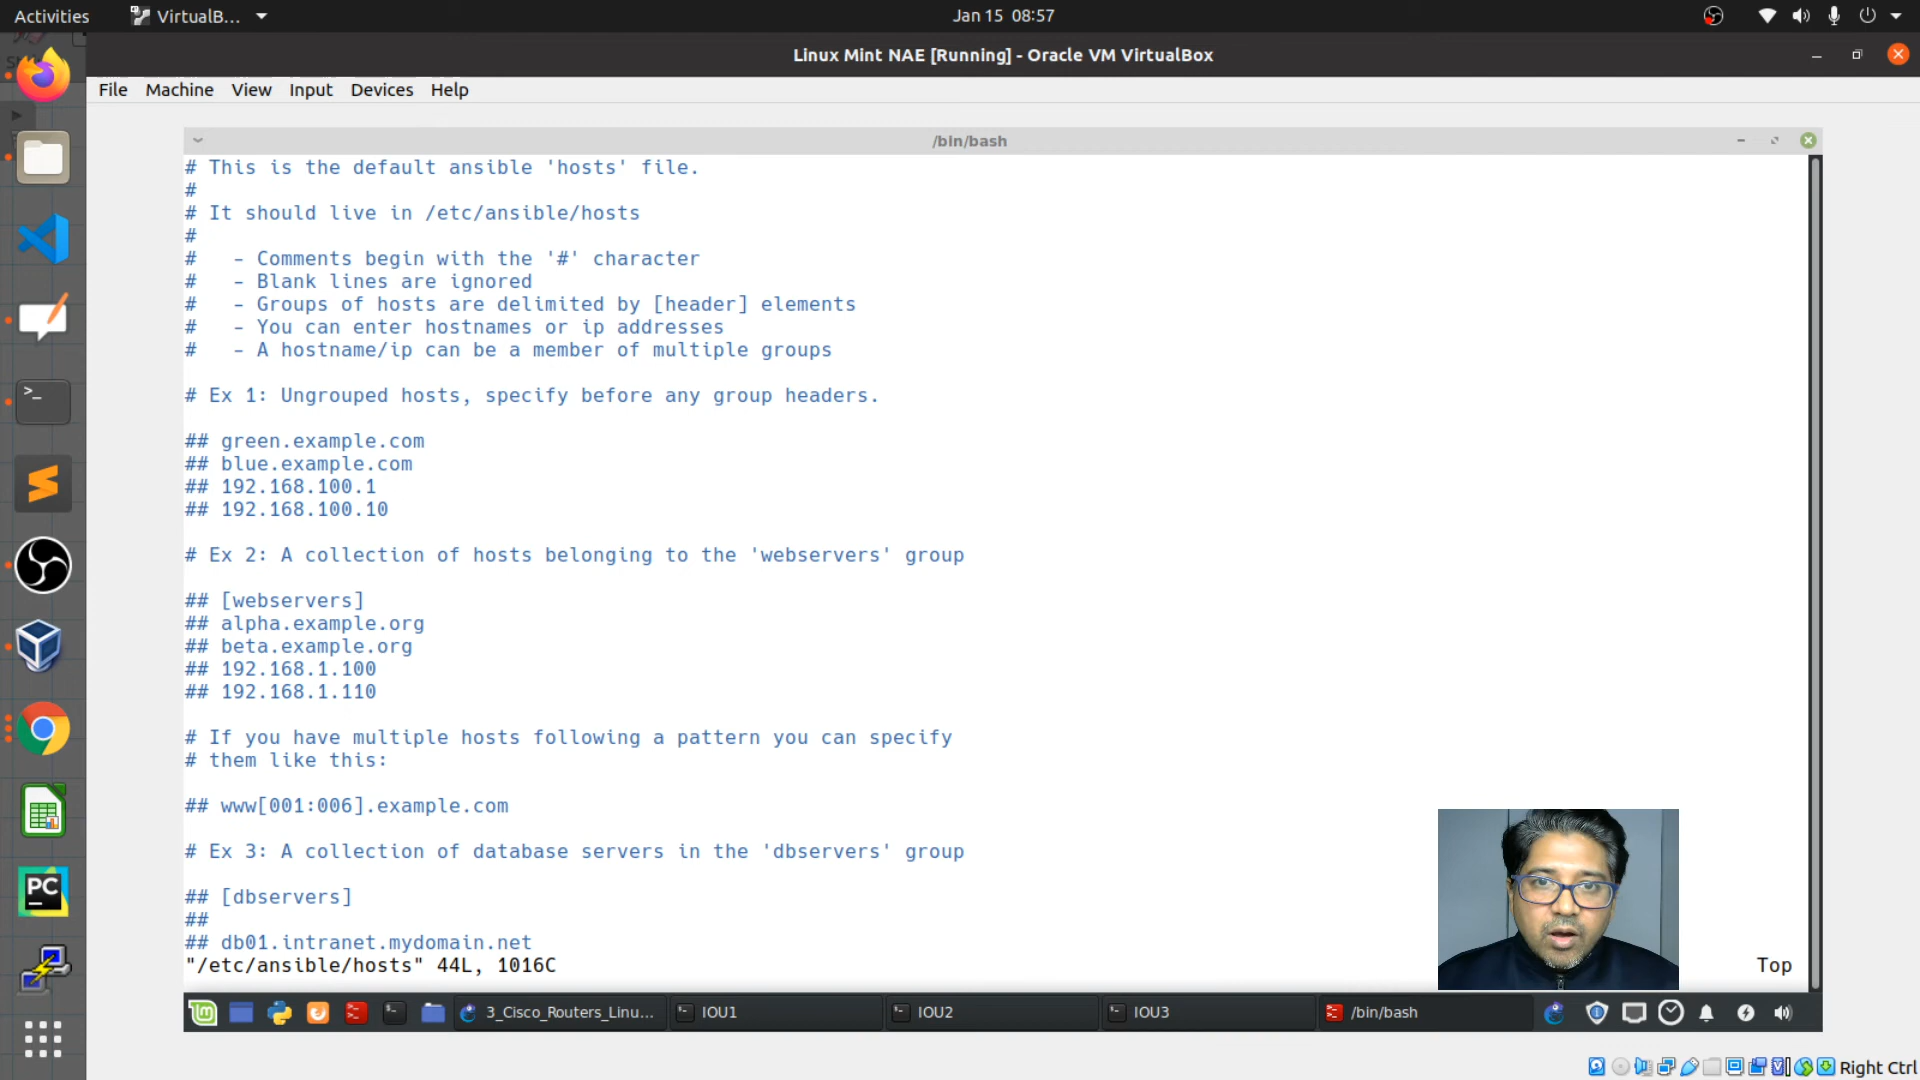 Activities VirtualB... Jan 15 08:57
Linux Mint NAE [Running] - Oracle VM VirtualBox
File Machine View Input Devices Help
/bin/bash
# This is the default ansible 'hosts' file.
#
# It should live in /etc/ansible/hosts
#
#   - Comments begin with the '#' character
#   - Blank lines are ignored
#   - Groups of hosts are delimited by [header] elements
#   - You can enter hostnames or ip addresses
#   - A hostname/ip can be a member of multiple groups
# Ex 1: Ungrouped hosts, specify before any group headers.
## green.example.com
## blue.example.com
## 192.168.100.1
## 192.168.100.10
# Ex 2: A collection of hosts belonging to the 'webservers' group
## [webservers]
## alpha.example.org
## beta.example.org
## 192.168.1.100
## 192.168.1.110
# If you have multiple hosts following a pattern you can specify
# them like this:
## www[001:006].example.com
# Ex 3: A collection of database servers in the 'dbservers' group
## [dbservers]
##
## db01.intranet.mydomain.net
"/etc/ansible/hosts" 44L, 1016C Top
3_Cisco_Routers_Linu... IOU1 IOU2 IOU3 /bin/bash
Right Ctrl
PC